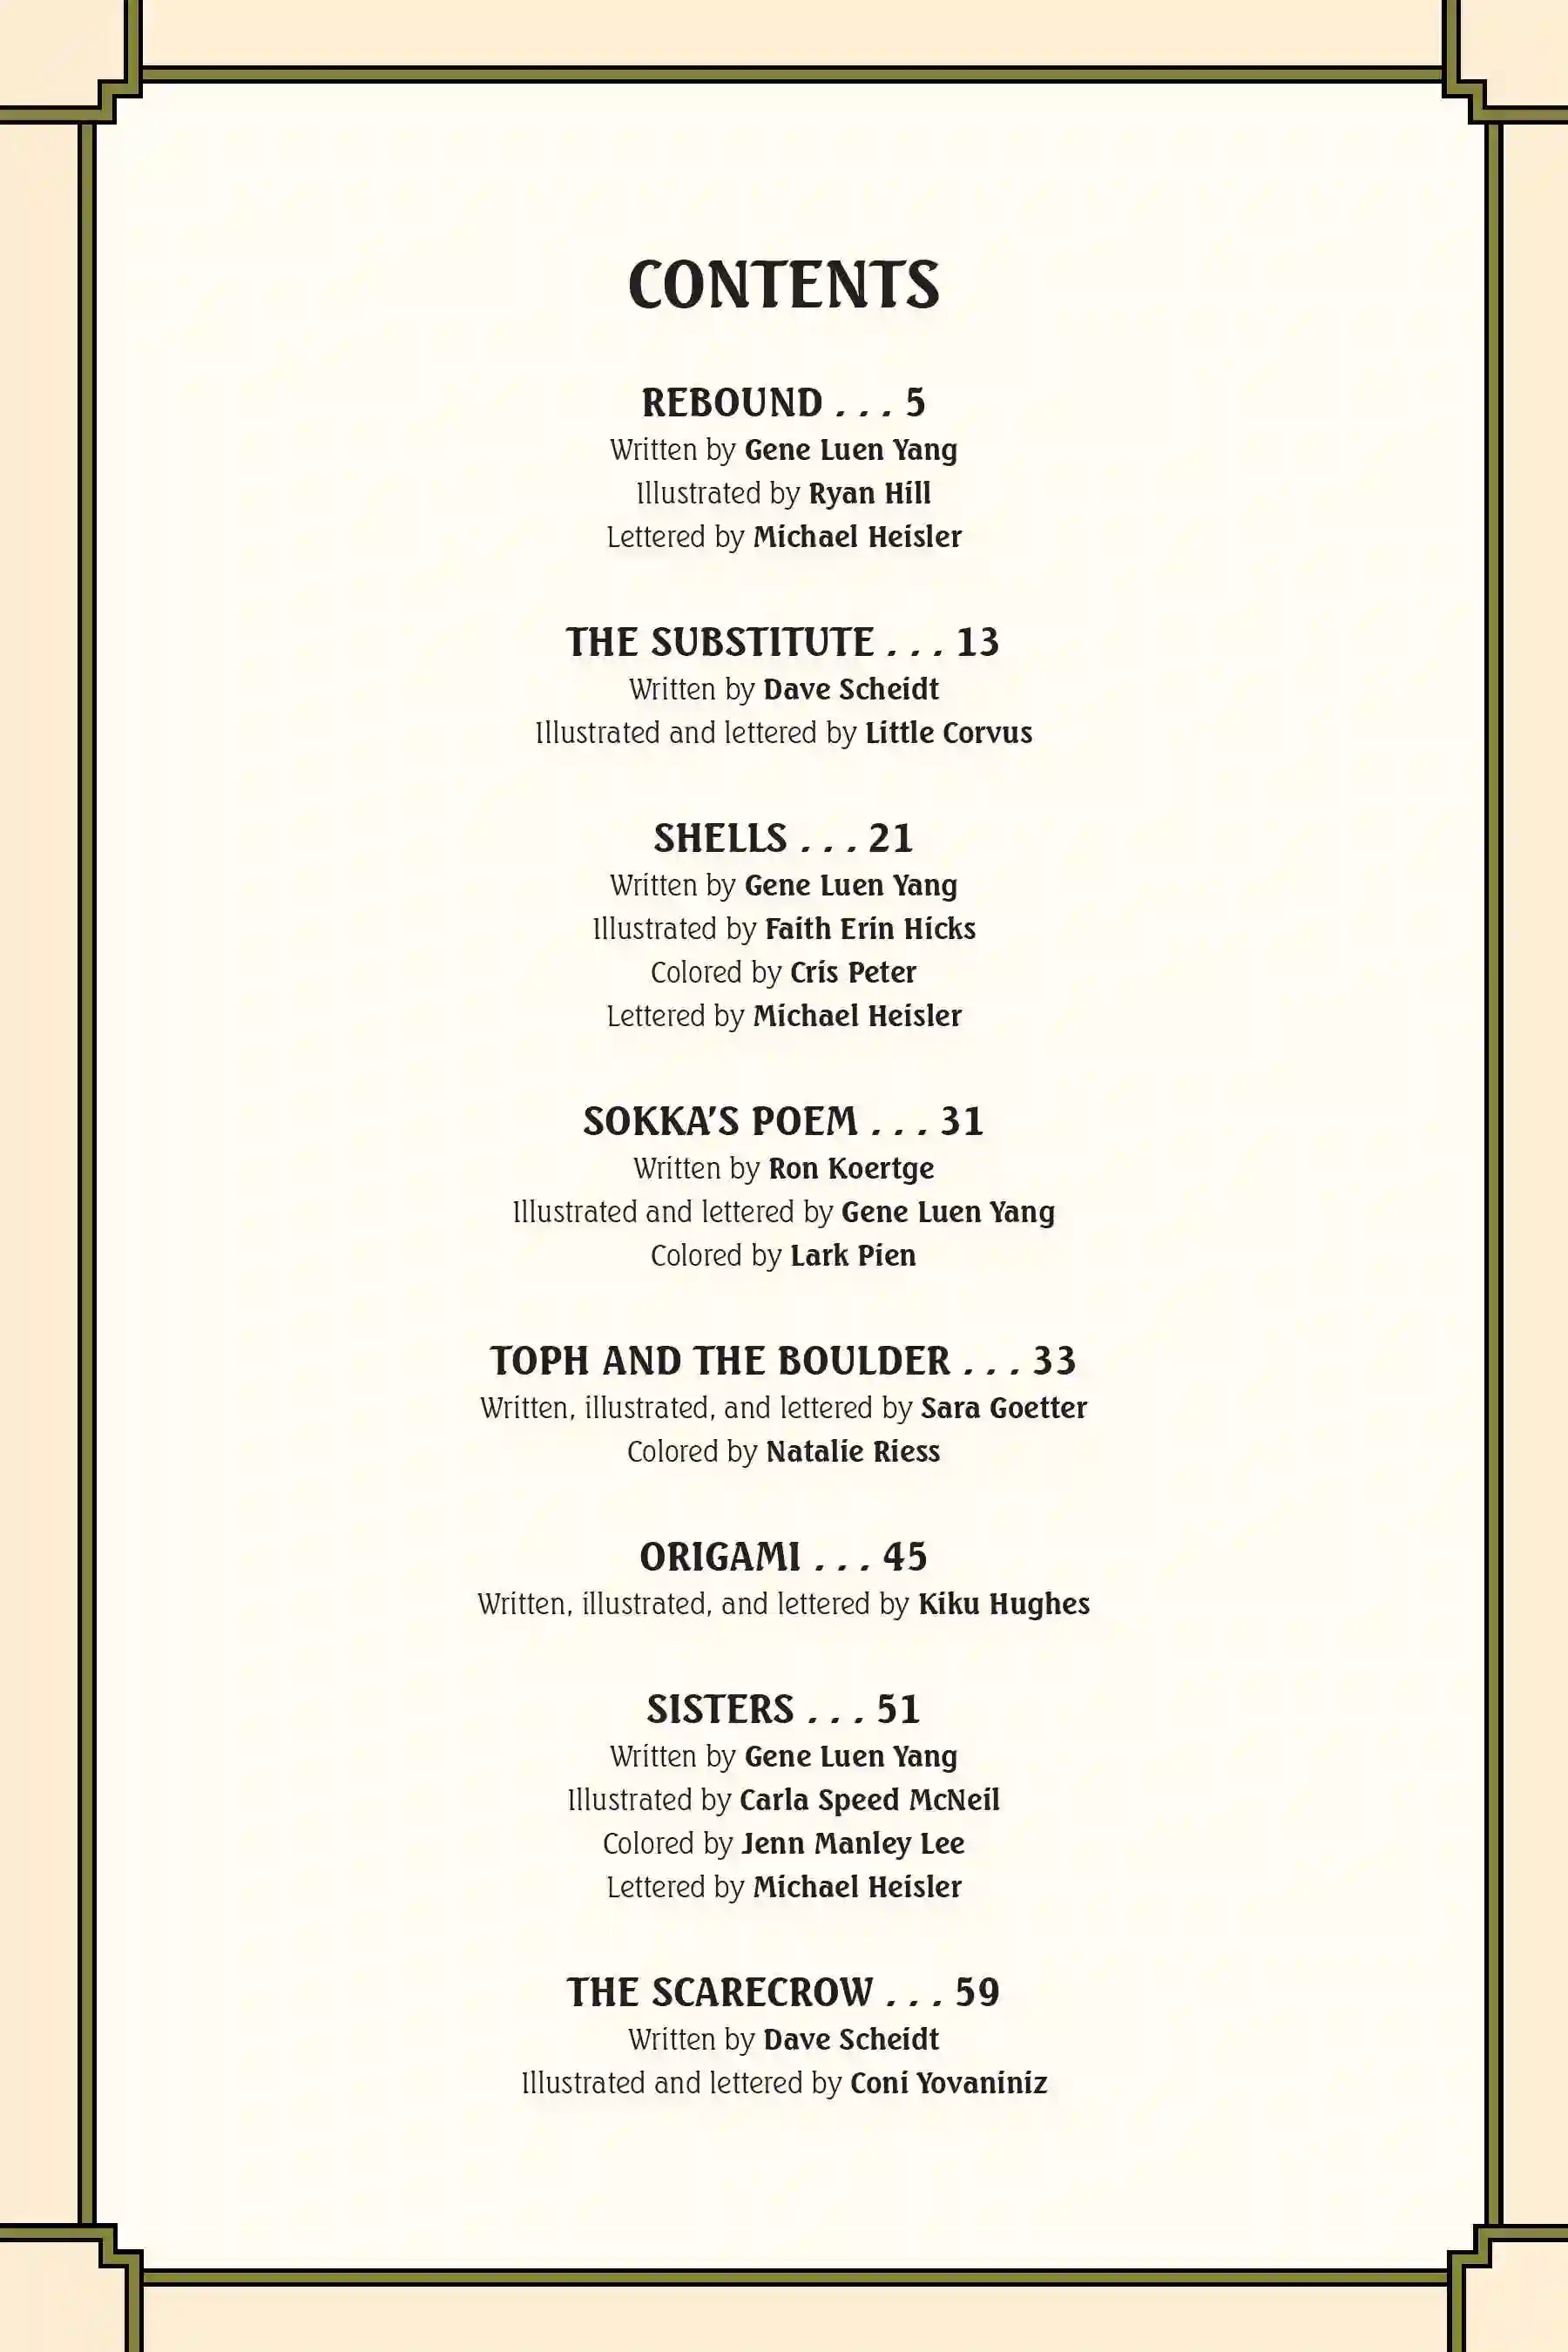 CONTENTS
REBOUND . . . 5
Written by Gene Luen Yang
Illustrated by Ryan Hill
Lettered by Michael Heisler
THE SUBSTITUTE . . . 13
Written by Dave Scheidt
Illustrated and lettered by Little Corvus
SHELLS . . . 21
Written by Gene Luen Yang
Illustrated by Faith Erin Hicks
Colored by Cris Peter
Lettered by Michael Heisler
SOKKA'S POEM . . . 31
Written by Ron Koertge
Illustrated and lettered by Gene Luen Yang
Colored by Lark Pien
TOPH AND THE BOULDER . . . 33
Written, illustrated, and lettered by Sara Goetter
Colored by Natalie Riess
ORIGAMI . . . 45
Written, illustrated, and lettered by Kiku Hughes
SISTERS . . . 51
Written by Gene Luen Yang
Illustrated by Carla Speed McNeil
Colored by Jenn Manley Lee
Lettered by Michael Heisler
THE SCARECROW . . . 59
Written by Dave Scheidt
Illustrated and lettered by Coni Yovaniniz